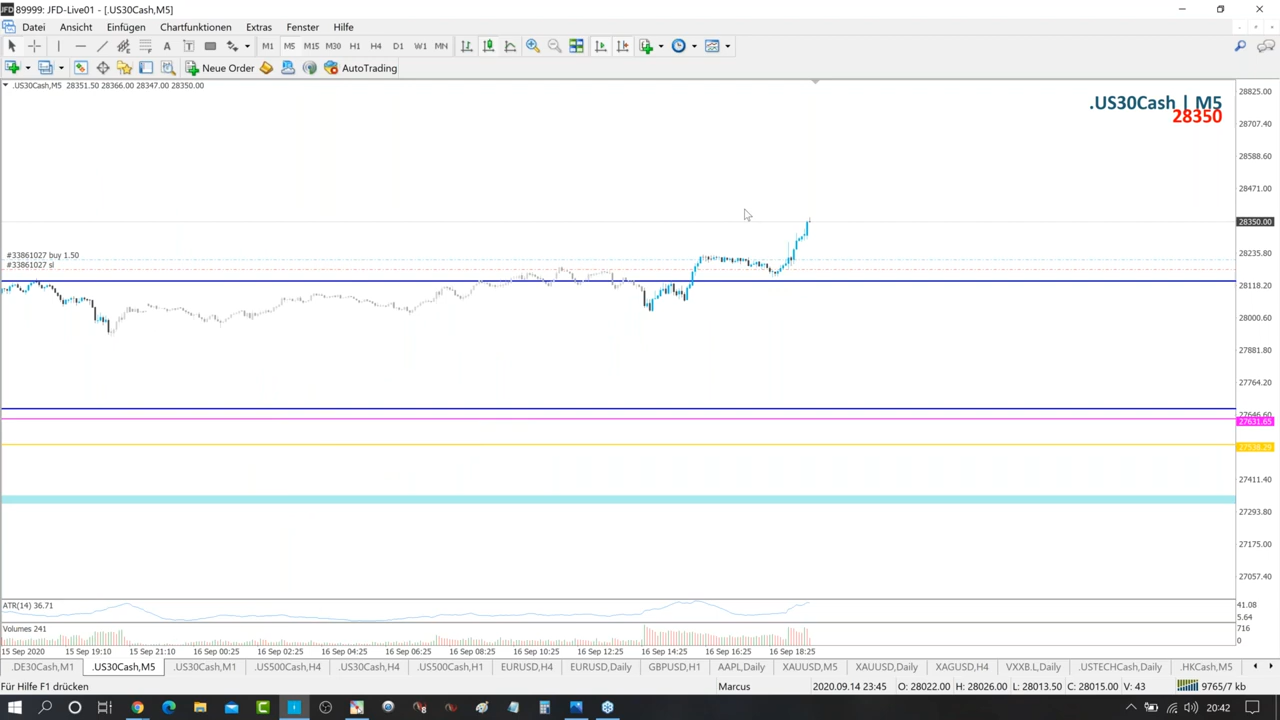 89999: JFD-Live01 - [.US30Cash,M5]
Datei Ansicht Einfügen Chartfunktionen Extras Fenster Hilfe
M1 M5 M15 M30 H1 H4 D1 W1 MN
Neue Order AutoTrading
.US30Cash,M5 28351.50 28366.00 28347.00 28350.00
.US30Cash | M5
28350
28825.00
28707.40
28588.60
28471.00
28350.00
28235.80
28118.20
28000.60
27881.80
27764.20
27646.60
27631.65
27411.40
27293.80
27175.00
27057.40
#33861027 buy 1.50
#33861027 sl
ATR(14) 36.71
41.08
5.64
Volumes 241
716
0
15 Sep 2020 15 Sep 19:10 15 Sep 21:10 16 Sep 00:25 16 Sep 02:25 16 Sep 04:25 16 Sep 06:25 16 Sep 08:25 16 Sep 10:25 16 Sep 12:25 16 Sep 14:25 16 Sep 16:25 16 Sep 18:25
.DE30Cash,M1 .US30Cash,M5 .US30Cash,M1 .US500Cash,H4 .US30Cash,H4 .US500Cash,H1 EURUSD,H4 EURUSD,Daily GBPUSD,H1 AAPL,Daily XAUUSD,M5 XAUUSD,Daily XAGUSD,H4 VXXB.L,Daily .USTECHCash,Daily .HKCash,M5
Für Hilfe F1 drücken Marcus 2020.09.14 23:45 O: 28022.00 H: 28026.00 L: 28013.50 C: 28015.00 V: 43 9765/7 kb
20:42